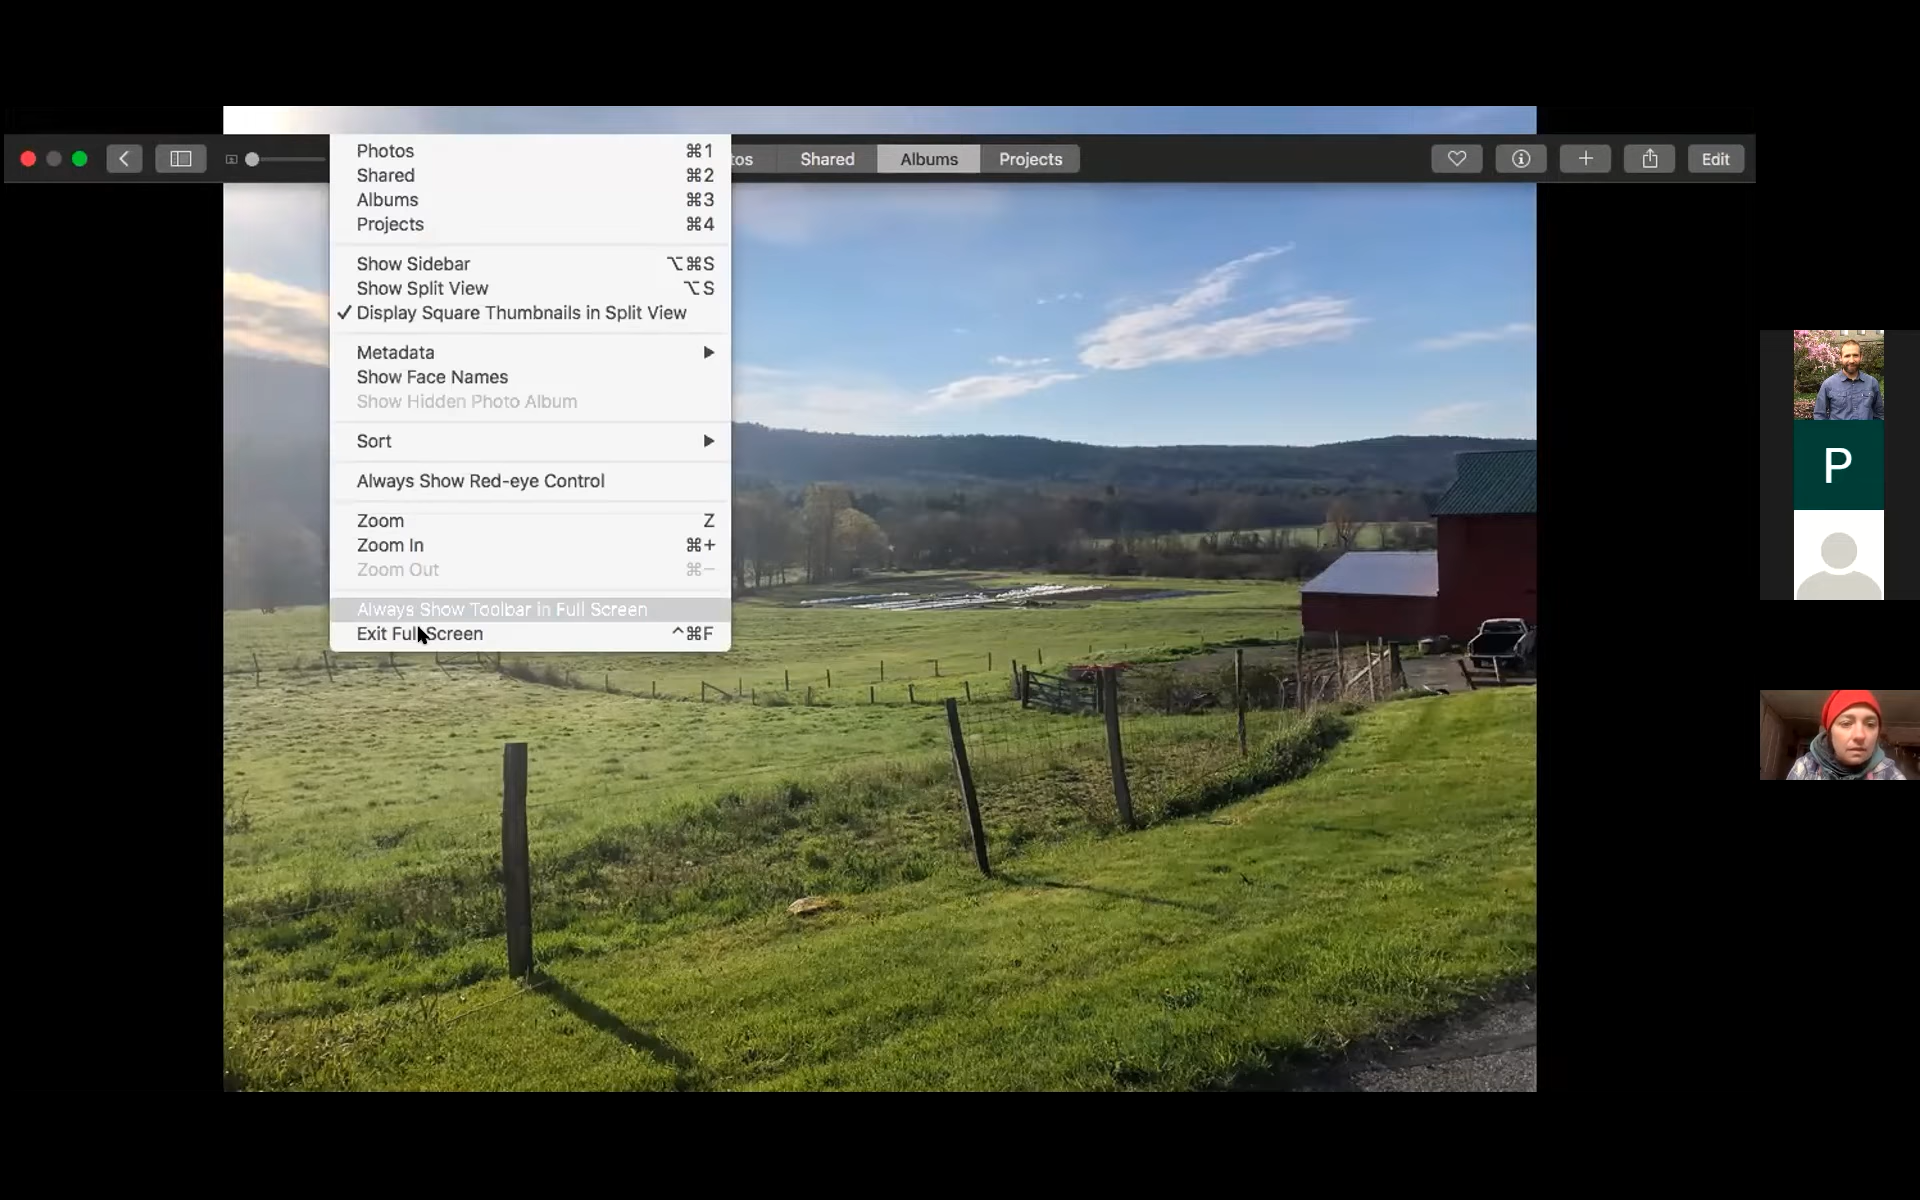 Photos ⌘1
Shared ⌘2
Albums ⌘3
Projects ⌘4
tos Shared Albums Projects Edit
Show Sidebar ⌥⌘S
Show Split View ⌥S
✓ Display Square Thumbnails in Split View
Metadata ▶
Show Face Names
Show Hidden Photo Album
Sort ▶
Always Show Red-eye Control
Zoom Z
Zoom In ⌘+
Zoom Out ⌘−
Always Show Toolbar in Full Screen
Exit Full Screen ^⌘F
P